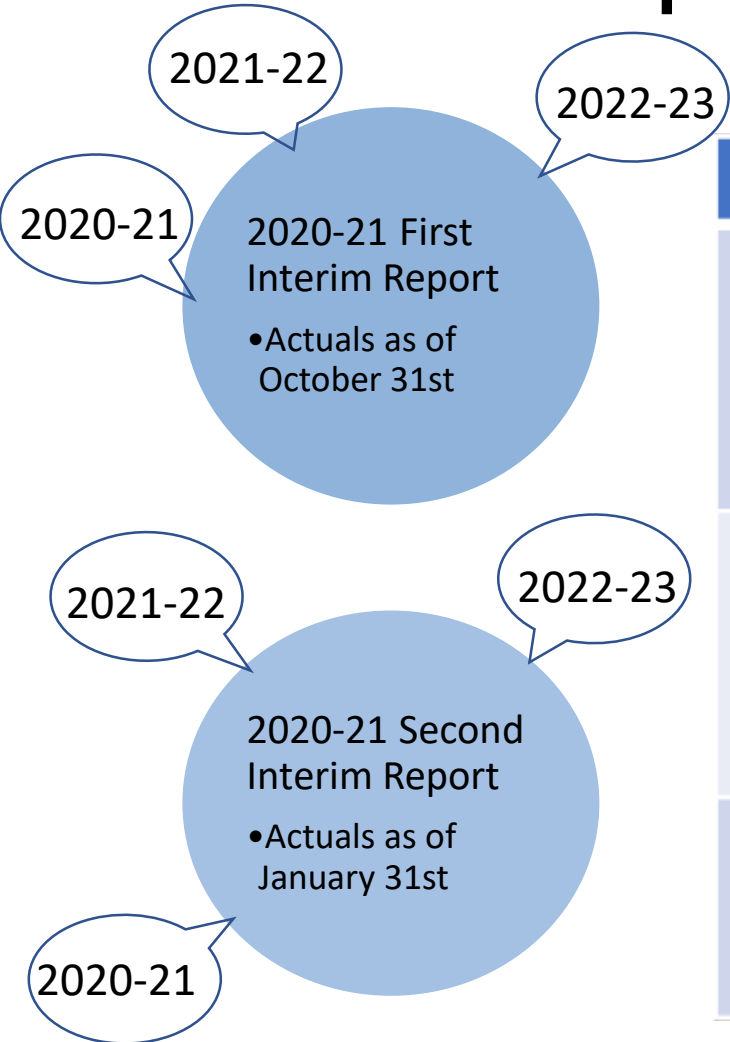 2021-22
2022-23
2020-21
2020-21 First
Interim Report
•Actuals as of
October 31st
2021-22
2022-23
2020-21 Second
Interim Report
•Actuals as of
January 31st
2020-21